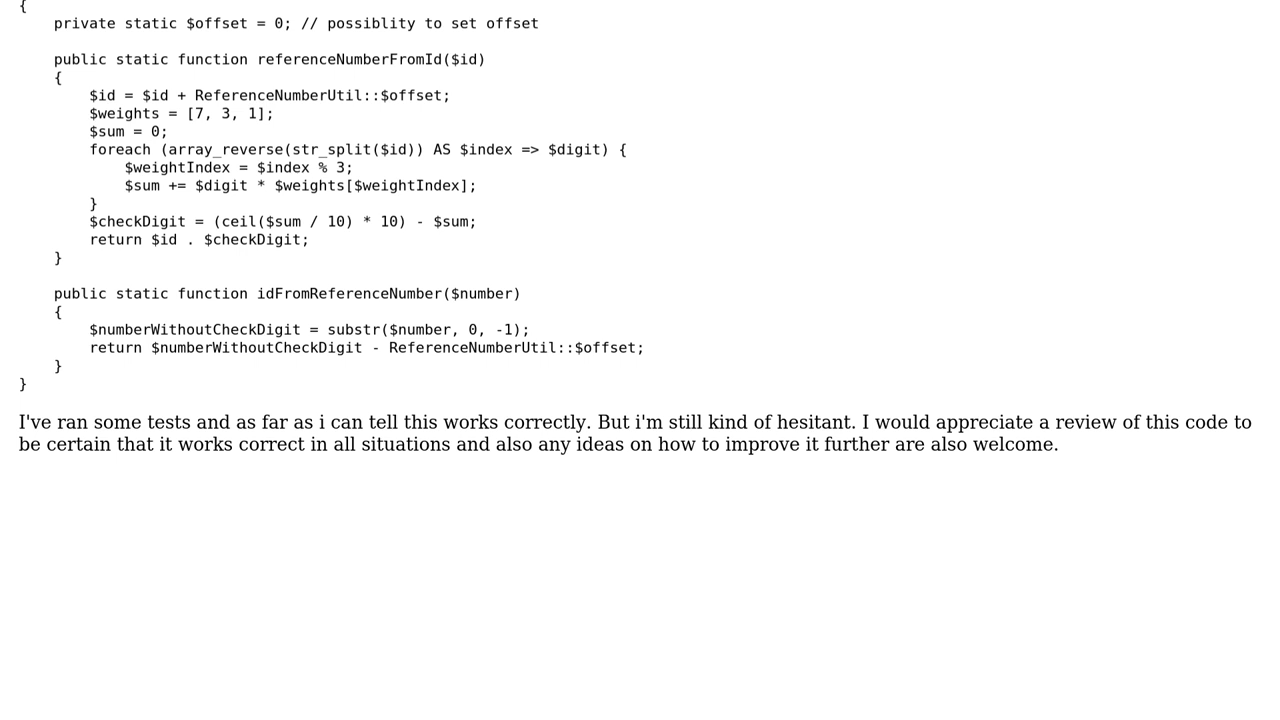 {
    private static $offset = 0; // possiblity to set offset

    public static function referenceNumberFromId($id)
    {
        $id = $id + ReferenceNumberUtil::$offset;
        $weights = [7, 3, 1];
        $sum = 0;
        foreach (array_reverse(str_split($id)) AS $index => $digit) {
            $weightIndex = $index % 3;
            $sum += $digit * $weights[$weightIndex];
        }
        $checkDigit = (ceil($sum / 10) * 10) - $sum;
        return $id . $checkDigit;
    }

    public static function idFromReferenceNumber($number)
    {
        $numberWithoutCheckDigit = substr($number, 0, -1);
        return $numberWithoutCheckDigit - ReferenceNumberUtil::$offset;
    }
}
I've ran some tests and as far as i can tell this works correctly. But i'm still kind of hesitant. I would appreciate a review of this code to
be certain that it works correct in all situations and also any ideas on how to improve it further are also welcome.